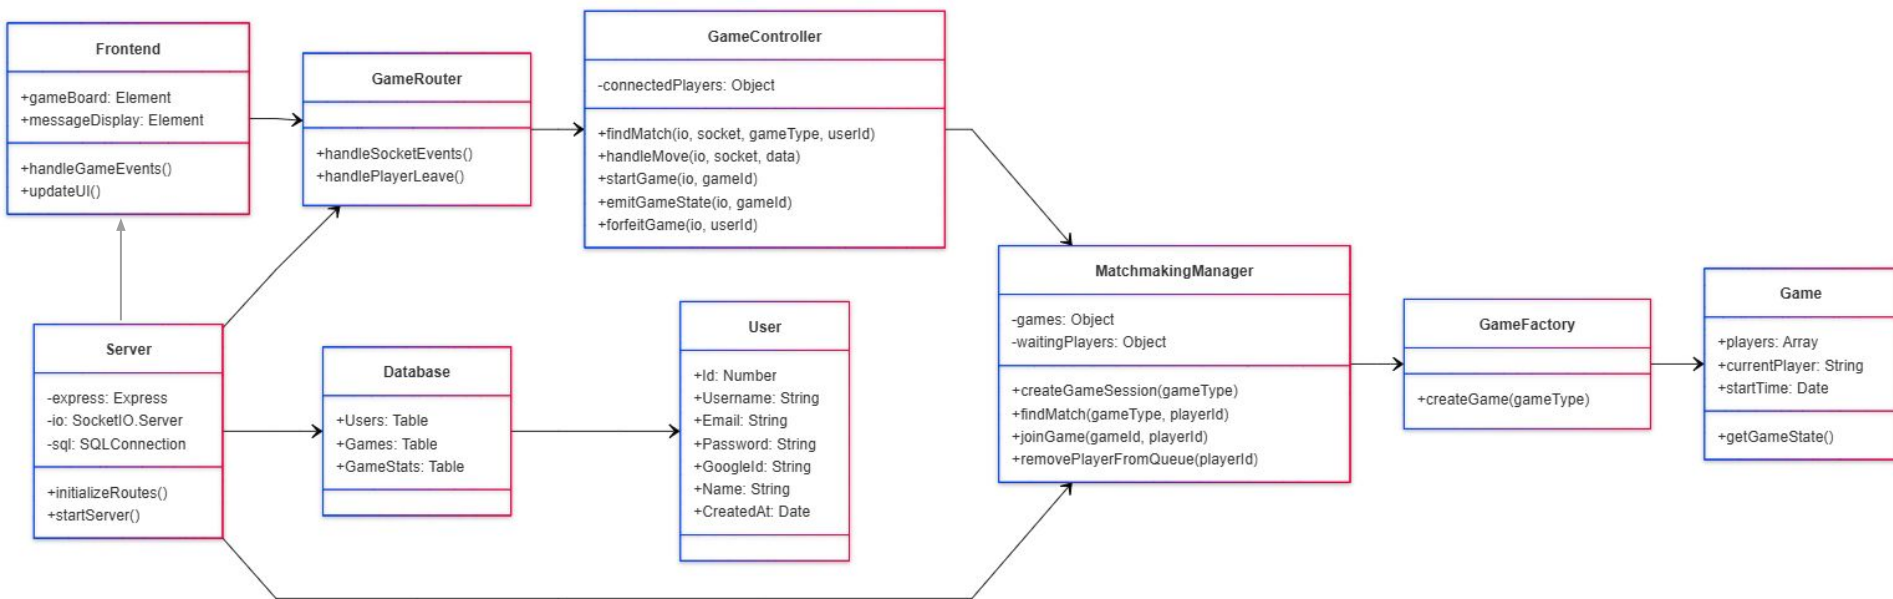 Frontend
+gameBoard: Element
+messageDisplay: Element
+handleGameEvents()
+updateUI()
GameRouter
+handleSocketEvents()
+handlePlayerLeave()
GameController
-connectedPlayers: Object
+findMatch(io, socket, gameType, userId)
+handleMove(io, socket, data)
+startGame(io, gameId)
+emitGameState(io, gameId)
+forfeitGame(io, userId)
Server
-express: Express
-io: SocketIO.Server
-sql: SQLConnection
+initializeRoutes()
+startServer()
Database
+Users: Table
+Games: Table
+GameStats: Table
User
+Id: Number
+Username: String
+Email: String
+Password: String
+GoogleId: String
+Name: String
+CreatedAt: Date
MatchmakingManager
-games: Object
-waitingPlayers: Object
+createGameSession(gameType)
+findMatch(gameType, playerId)
+joinGame(gameId, playerId)
+removePlayerFromQueue(playerId)
GameFactory
+createGame(gameType)
Game
+players: Array
+currentPlayer: String
+startTime: Date
+getGameState()